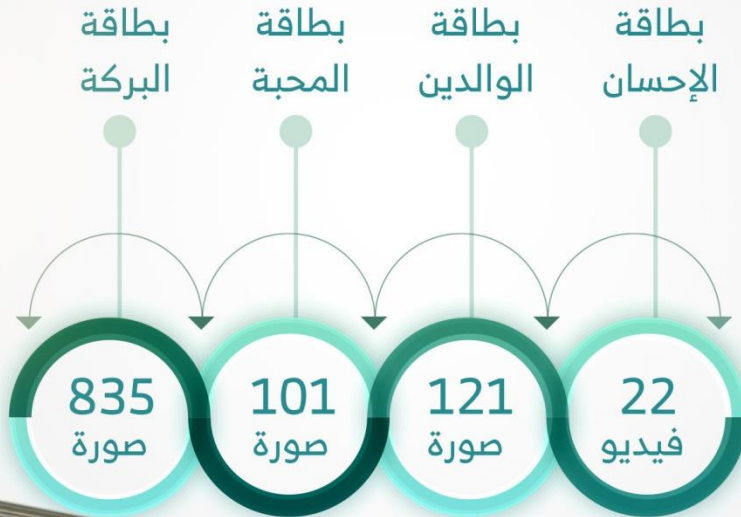 بطاقة
الإحسان
بطاقة
الوالدين
بطاقة
المحبة
بطاقة
البركة
22
فيديو
121
صورة
101
صورة
835
صورة